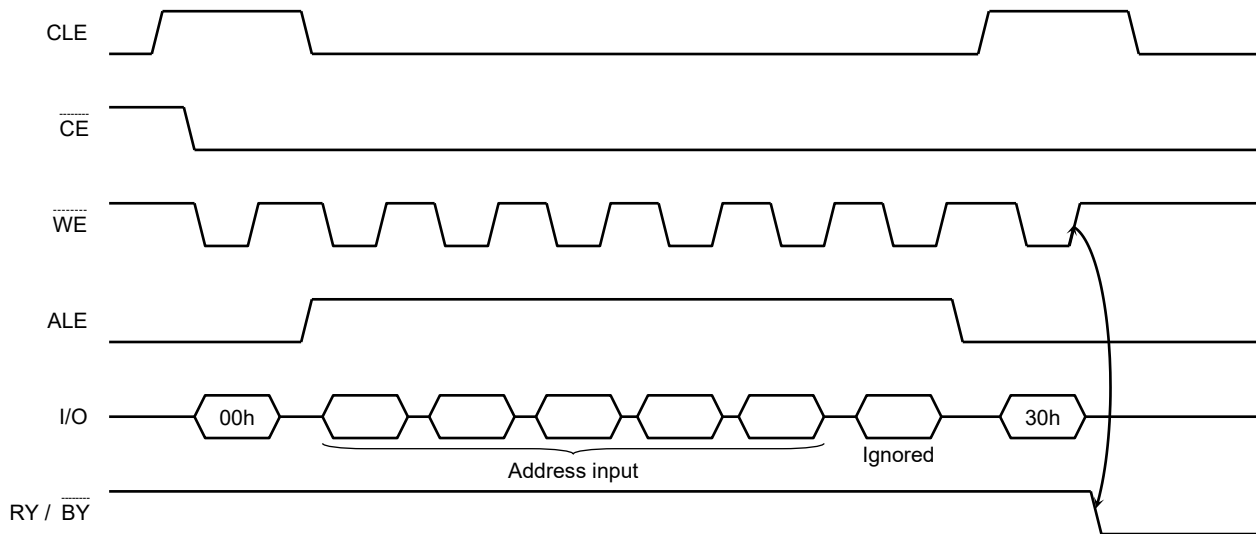 CLE
CE
WE
ALE
I/O
00h
30h
Address input
Ignored
RY / BY